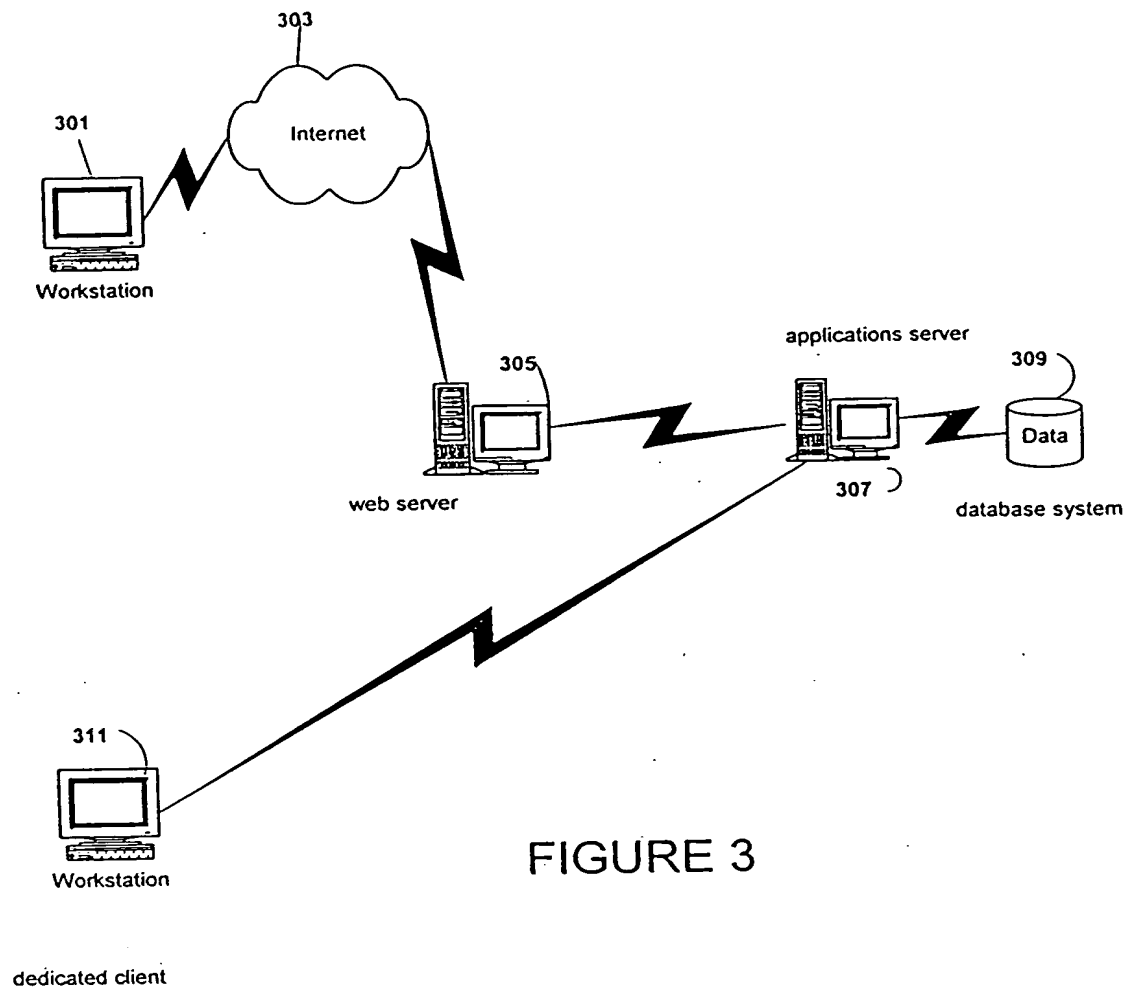 303
301
Internet
Workstation
applications server
305
309
Data
307
web server
database system
311
FIGURE 3
Workstation
dedicated client